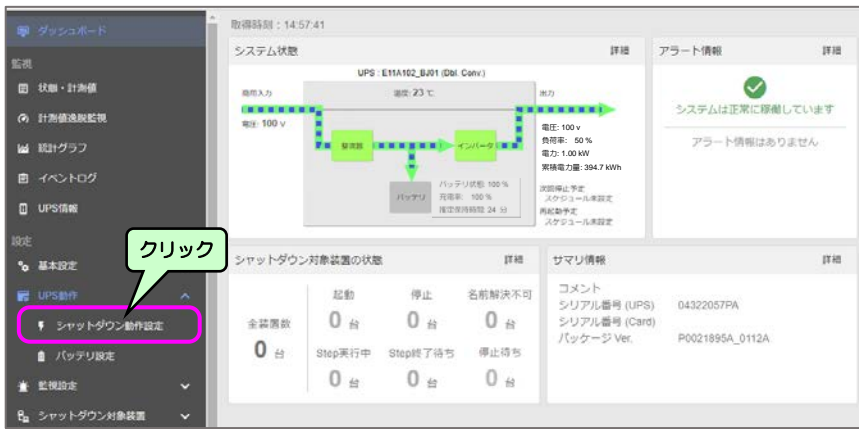 ダッシュボード
監視
状態・計測値
計測値逸脱監視
統計グラフ
イベントログ
UPS情報
設定
基本設定
UPS動作
シャットダウン動作設定
バッテリ設定
監視設定
シャットダウン対象装置
クリック
取得時刻：14:57:41
システム状態 詳細
UPS : E11A102_BJ01 (Dbl. Conv.)
商用入力
電圧: 100 v
温度: 23 ℃
整流器
インバータ
バッテリ
バッテリ状態: 100 %
充電率: 100 %
推定保持時間 24 分
出力
電圧: 100 v
負荷率: 50 %
電力: 1.00 kW
累積電力量: 394.7 kWh
次回停止予定
スケジュール未設定
再起動予定
スケジュール未設定
アラート情報 詳細
システムは正常に稼働しています
アラート情報はありません
シャットダウン対象装置の状態 詳細
全装置数
0 台
起動 停止 名前解決不可
0 台 0 台 0 台
Step実行中 Step終了待ち 停止待ち
0 台 0 台 0 台
サマリ情報 詳細
コメント
シリアル番号 (UPS) 04322057PA
シリアル番号 (Card)
パッケージ Ver. P0021895A_0112A